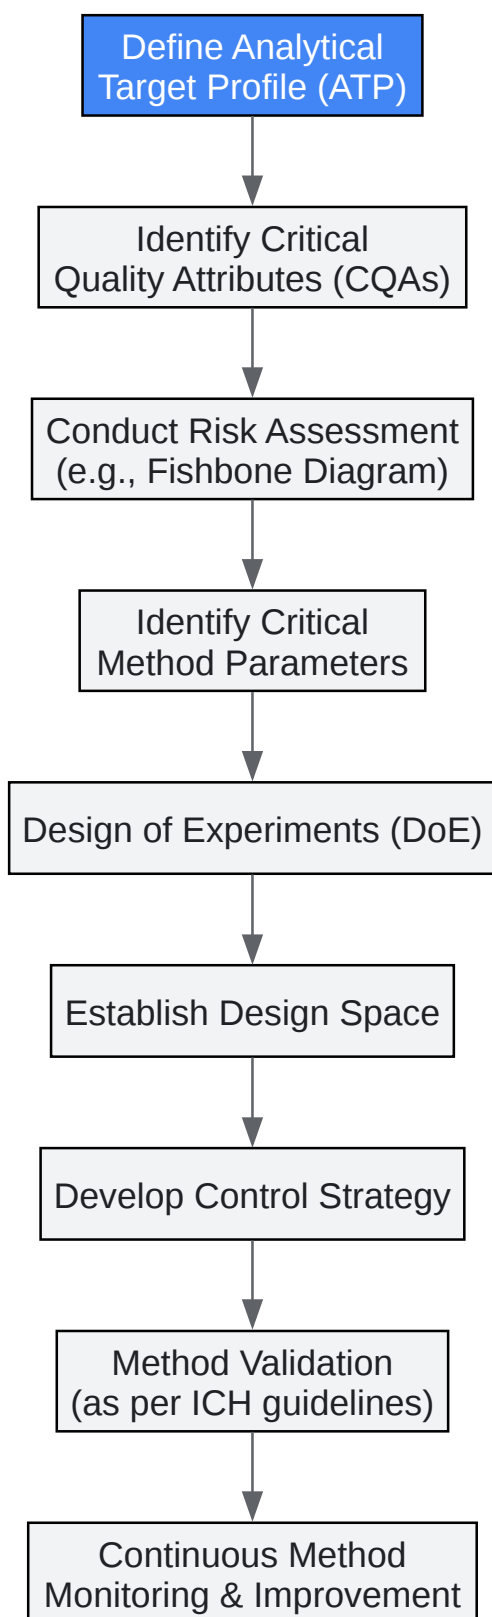 Define Analytical
Target Profile (ATP)
Identify Critical
Quality Attributes (CQAs)
Conduct Risk Assessment
(e.g., Fishbone Diagram)
Identify Critical
Method Parameters
Design of Experiments (DoE)
Establish Design Space
Develop Control Strategy
Method Validation
(as per ICH guidelines)
Continuous Method
Monitoring & Improvement